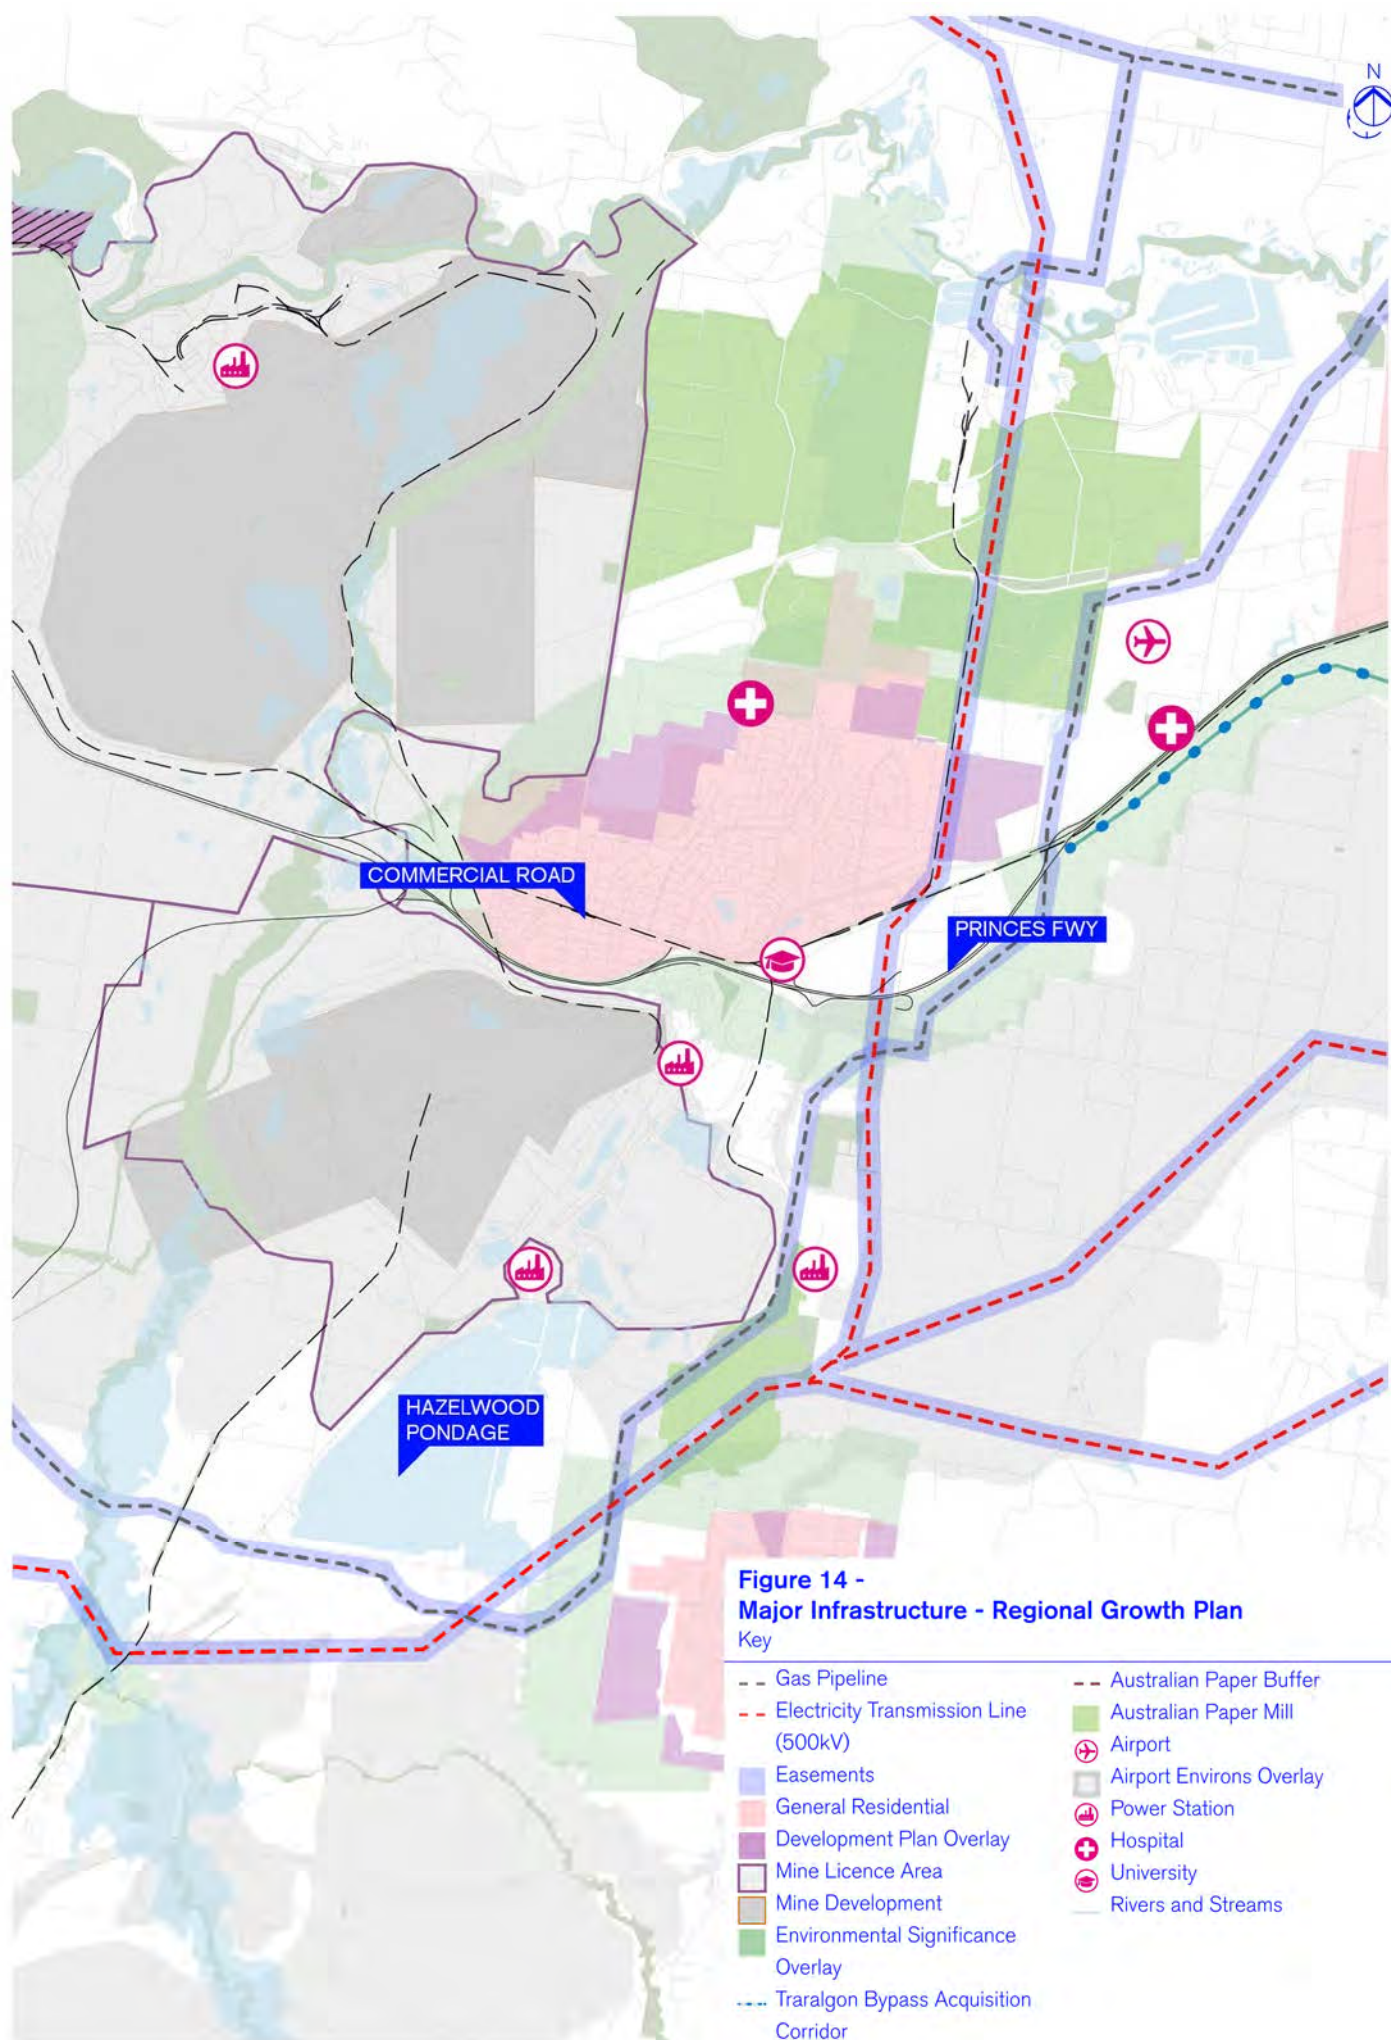 N
COMMERCIAL ROAD
PRINCES FWY
HAZELWOOD
PONDAGE
Figure 14 -
Major Infrastructure - Regional Growth Plan
Key
Gas Pipeline
Electricity Transmission Line
(500kV)
Easements
General Residential
Development Plan Overlay
Mine Licence Area
Mine Development
Environmental Significance
Overlay
Traralgon Bypass Acquisition
Corridor
Australian Paper Buffer
Australian Paper Mill
Airport
Airport Environs Overlay
Power Station
Hospital
University
Rivers and Streams